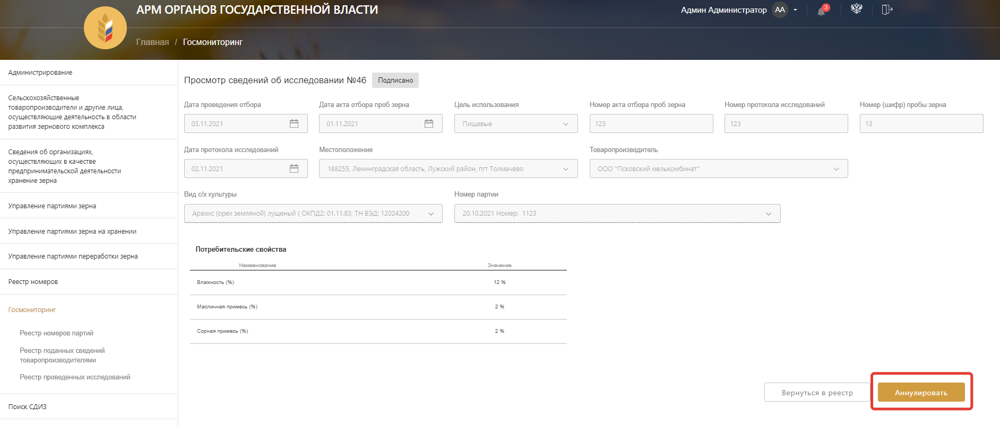 АРМ ОРГАНОВ ГОСУДАРСТВЕННОЙ ВЛАСТИ
Админ Администратор АА 3
Главная / Госмониторинг
Администрирование
Сельскохозяйственные
товаропроизводители и другие лица,
осуществляющие деятельность в области
развития зернового комплекса
Сведения об организациях,
осуществляющих в качестве
предпринимательской деятельности
хранение зерна
Управление партиями зерна
Управление партиями зерна на хранении
Управление партиями переработки зерна
Реестр номеров
Госмониторинг
Реестр номеров партий
Реестр поданных сведений
товаропроизводителями
Реестр проведенных исследований
Поиск СДИЗ
Просмотр сведений об исследовании №46 Подписано
Дата проведения отбора Дата акта отбора проб зерна Цель использования Номер акта отбора проб зерна Номер протокола исследований Номер (шифр) пробы зерна
03.11.2021 01.11.2021 Пищевые 123 123 13
Дата протокола исследований Местоположение Товаропроизводитель
02.11.2021 188255, Ленинградская область, Лужский район, пгт Толмачево ООО "Псковский мелькомбинат"
Вид с/х культуры Номер партии
Арахис (орех земляной) лущеный ( ОКПД2: 01.11.83; ТН ВЭД: 12024200 20.10.2021 Номер: 1123
Потребительские свойства
Наименование Значение
Влажность (%) 12 %
Масличная примесь (%) 2 %
Сорная примесь (%) 2 %
Вернуться в реестр Аннулировать